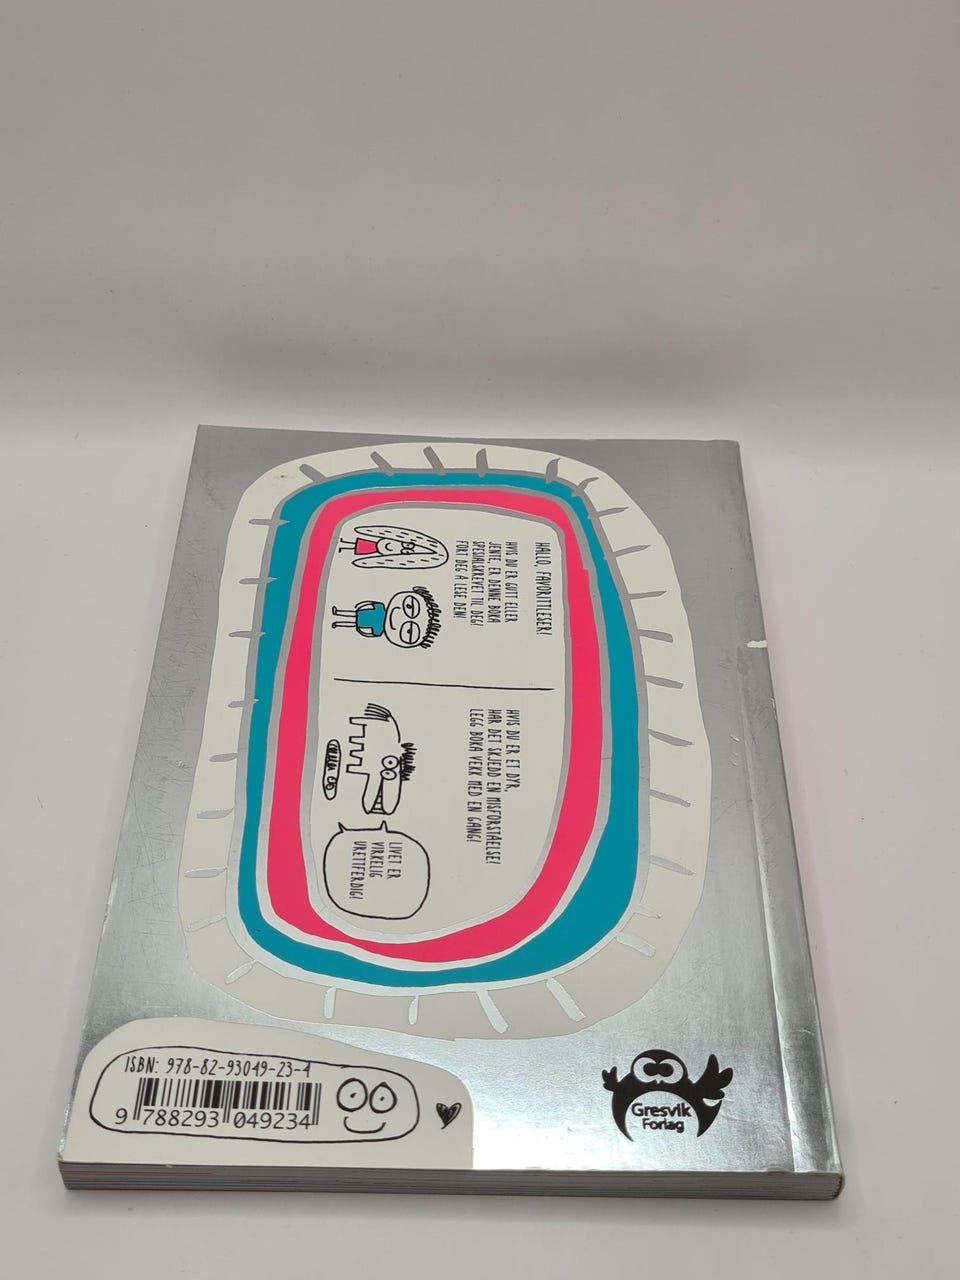 HALLO, FAVORITTLESER!
HVIS DU ER GUTT ELLER
JENTE, ER DENNE BOKA
SPESIALSKREVET TIL DEG!
FORT DEG Å LESE DEN!
HVIS DU ER ET DYR,
HAR DET SKJEDD EN MISFORSTÅELSE!
LEGG BOKA VEKK MED EN GANG!
LIVET ER
VIRKELIG
URETTFERDIG!
ISBN: 978-82-93049-23-4
9 788293 049234
Gresvik
Forlag